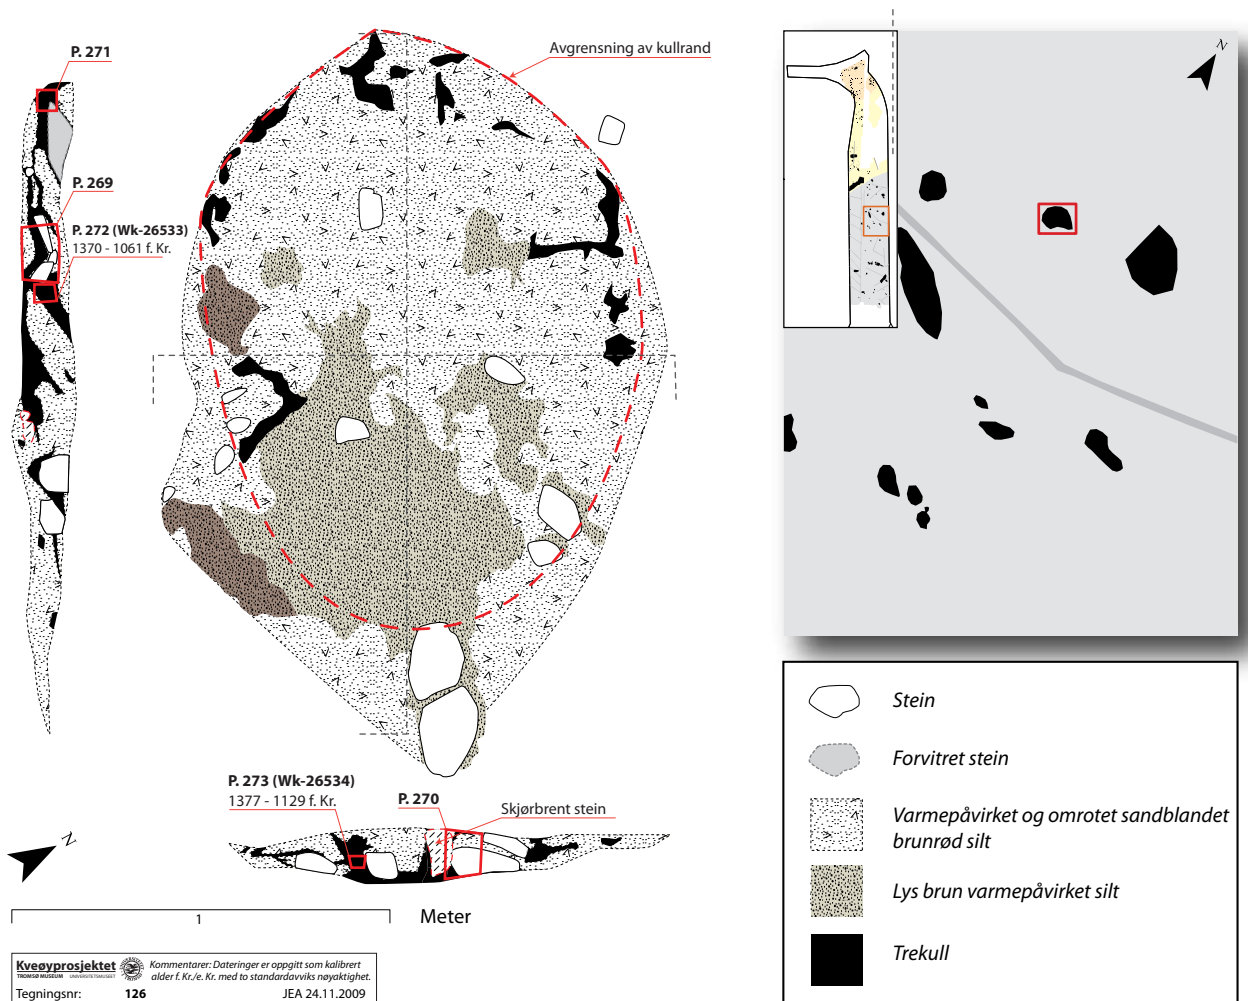 P. 271
Avgrensning av kullrand
N
P. 269
P. 272 (Wk-26533)
1370 - 1061 f. Kr.
P. 273 (Wk-26534)
1377 - 1129 f. Kr.
P. 270
Skjørbrent stein
N
1
Meter
Stein
Forvitret stein
Varmepåvirket og omrotet sandblandet
brunrød silt
Lys brun varmepåvirket silt
Trekull
Kveøyprosjektet
TROMSØ MUSEUM UNIVERSITETSMUSEET
Kommentarer: Dateringer er oppgitt som kalibrert
alder f. Kr./e. Kr. med to standardavviks nøyaktighet.
Tegningsnr: 126 JEA 24.11.2009